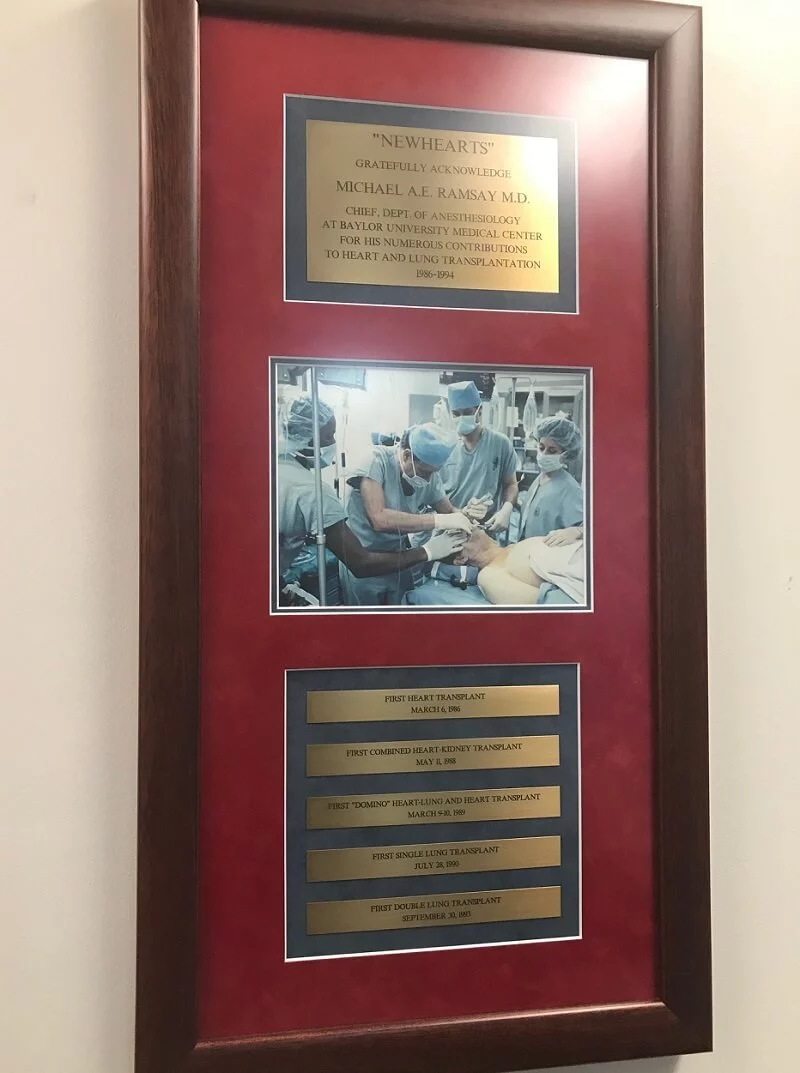 "NEWHEARTS"
GRATEFULLY ACKNOWLEDGE
MICHAEL A.E. RAMSAY M.D.
CHIEF, DEPT. OF ANESTHESIOLOGY
AT BAYLOR UNIVERSITY MEDICAL CENTER
FOR HIS NUMEROUS CONTRIBUTIONS
TO HEART AND LUNG TRANSPLANTATION
1986-1994
FIRST HEART TRANSPLANT
MARCH 6, 1986
FIRST COMBINED HEART-KIDNEY TRANSPLANT
MAY 11, 1988
FIRST "DOMINO" HEART-LUNG AND HEART TRANSPLANT
MARCH 9-10, 1989
FIRST SINGLE LUNG TRANSPLANT
JULY 28, 1990
FIRST DOUBLE LUNG TRANSPLANT
SEPTEMBER 30, 1993